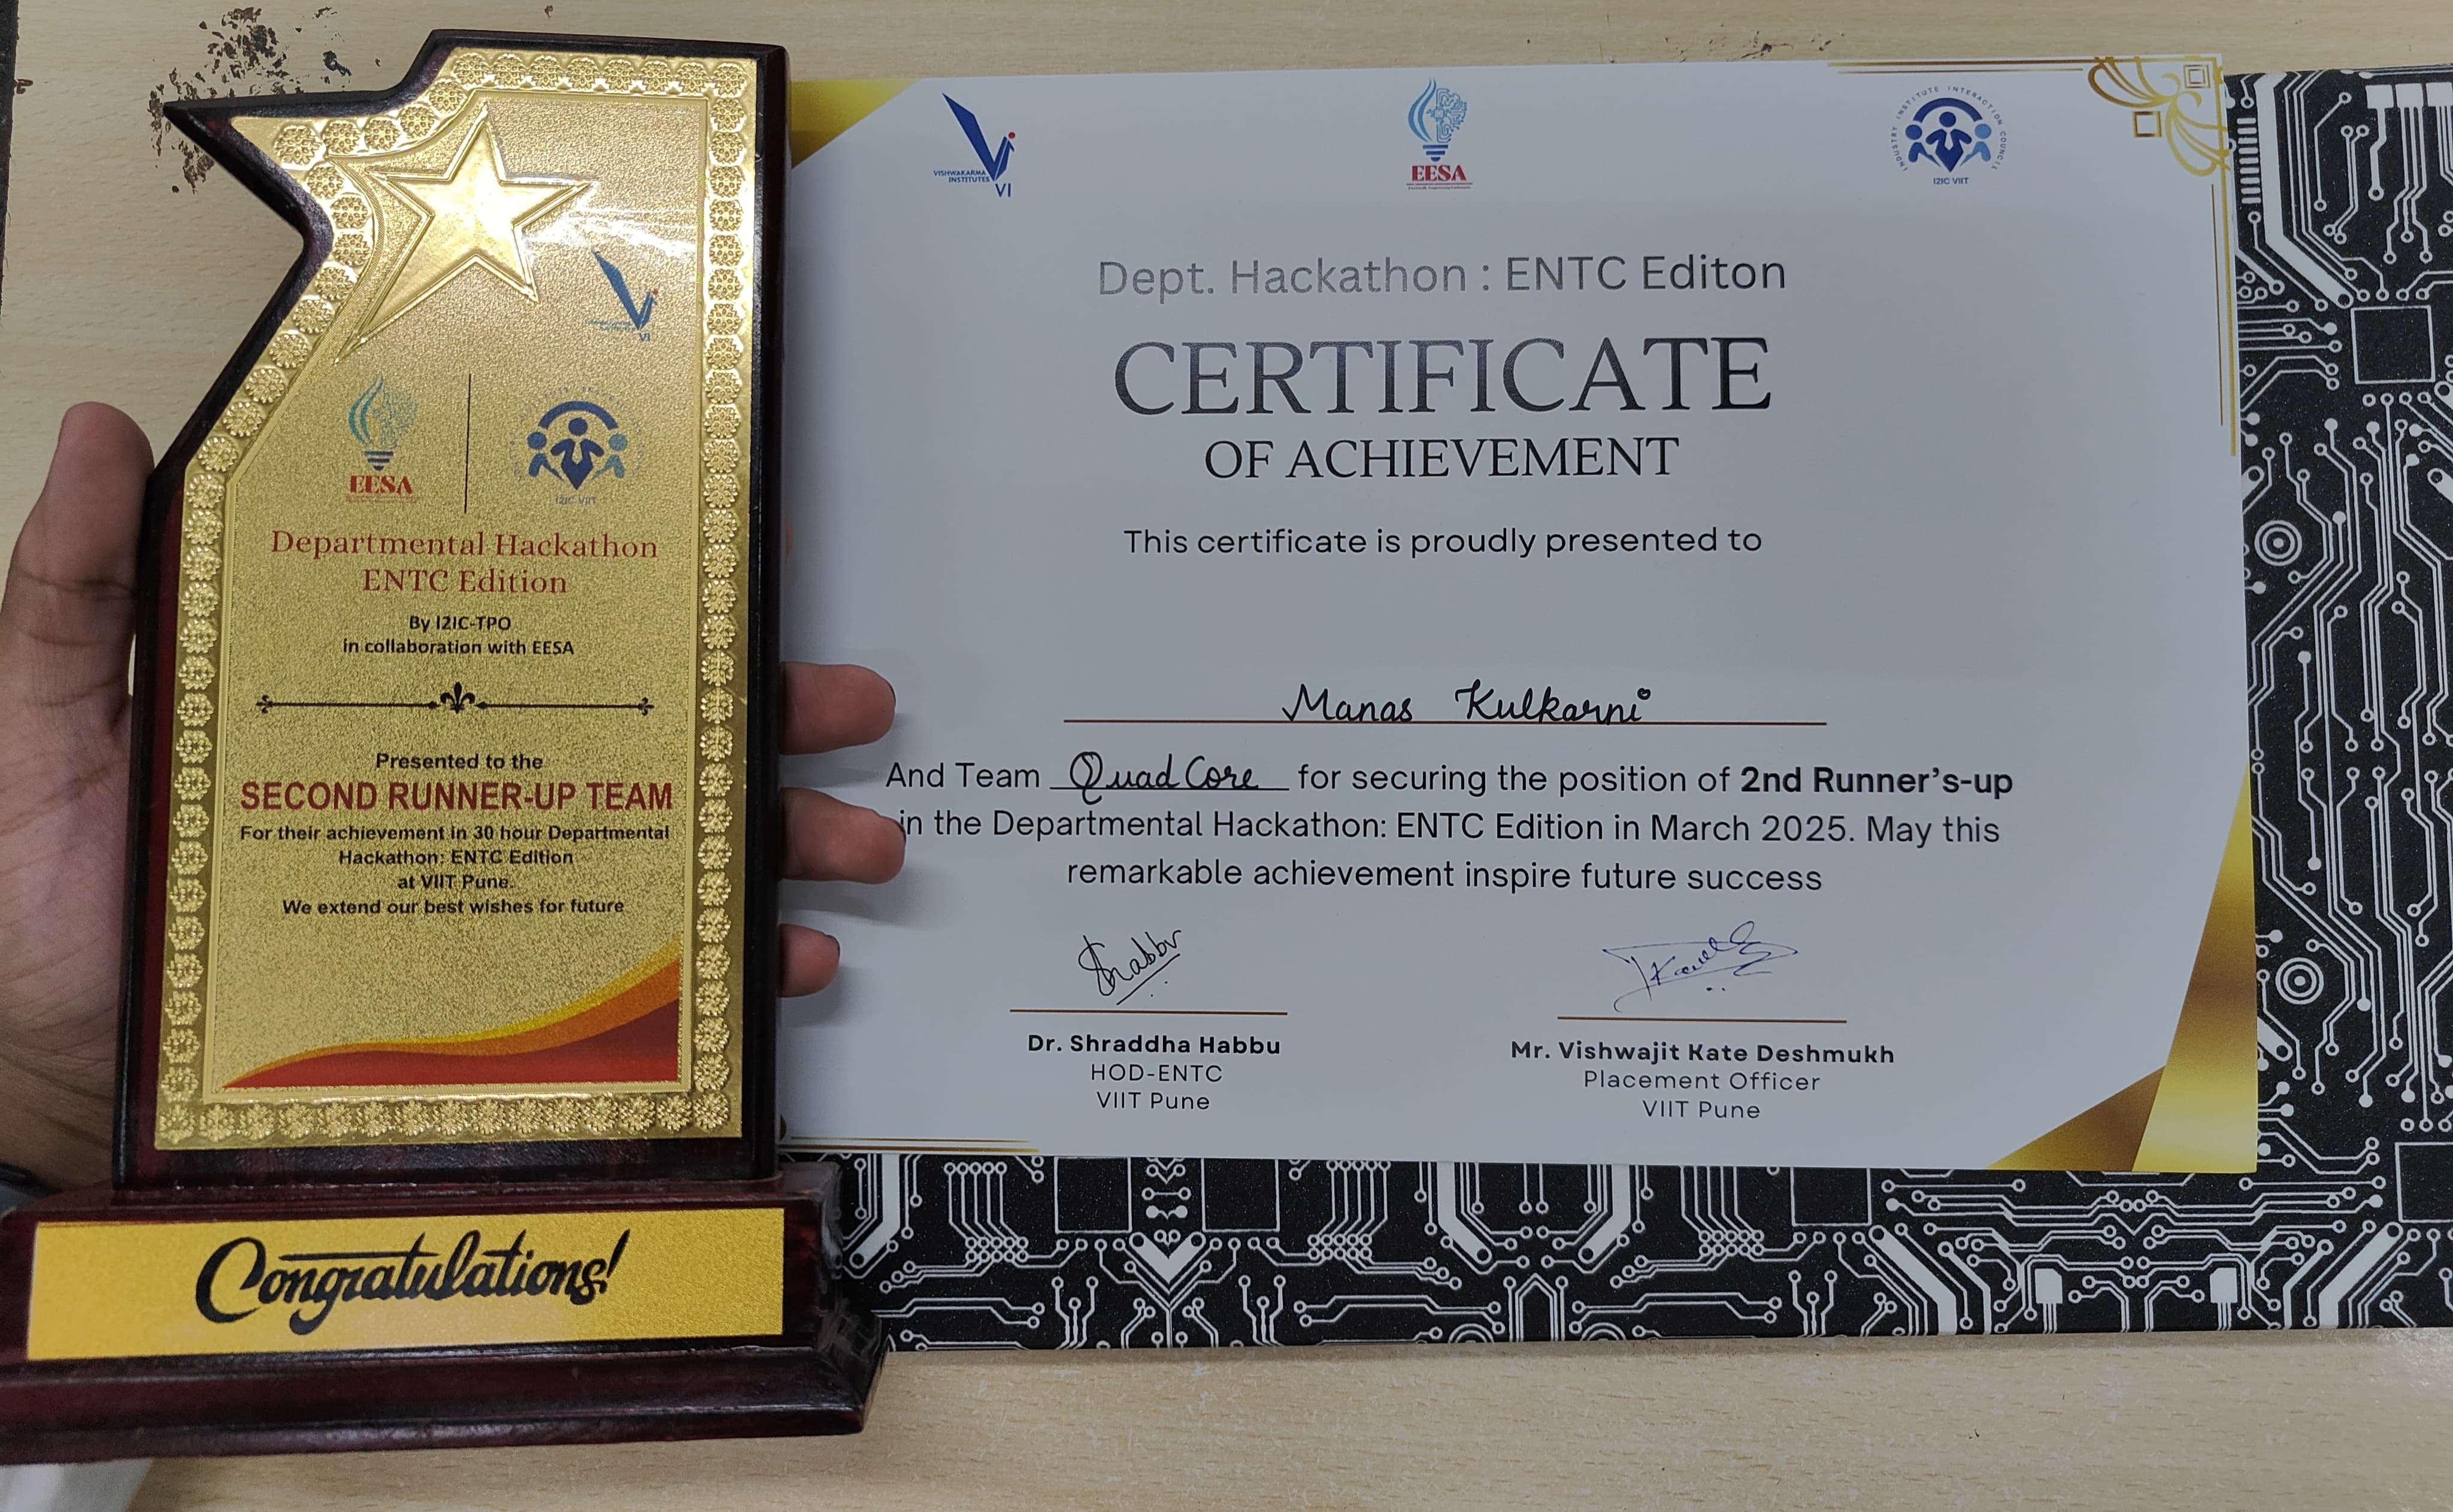 VI
EESA
I2IC VIIT
Departmental Hackathon
ENTC Edition
By I2IC-TPO
in collaboration with EESA
Presented to the
SECOND RUNNER-UP TEAM
For their achievement in 30 hour Departmental
Hackathon: ENTC Edition
at VIIT Pune.
We extend our best wishes for future
Congratulations!
VISHWAKARMA
INSTITUTES
VI
EESA
INDUSTRY INSTITUTE INTERACTION COUNCIL
I2IC VIIT
Dept. Hackathon : ENTC Editon
CERTIFICATE
OF ACHIEVEMENT
This certificate is proudly presented to
Manas Kulkarni
And Team QuadCore for securing the position of 2nd Runner's-up
in the Departmental Hackathon: ENTC Edition in March 2025. May this
remarkable achievement inspire future success
Shabbu
Dr. Shraddha Habbu
HOD-ENTC
VIIT Pune
Mr. Vishwajit Kate Deshmukh
Placement Officer
VIIT Pune